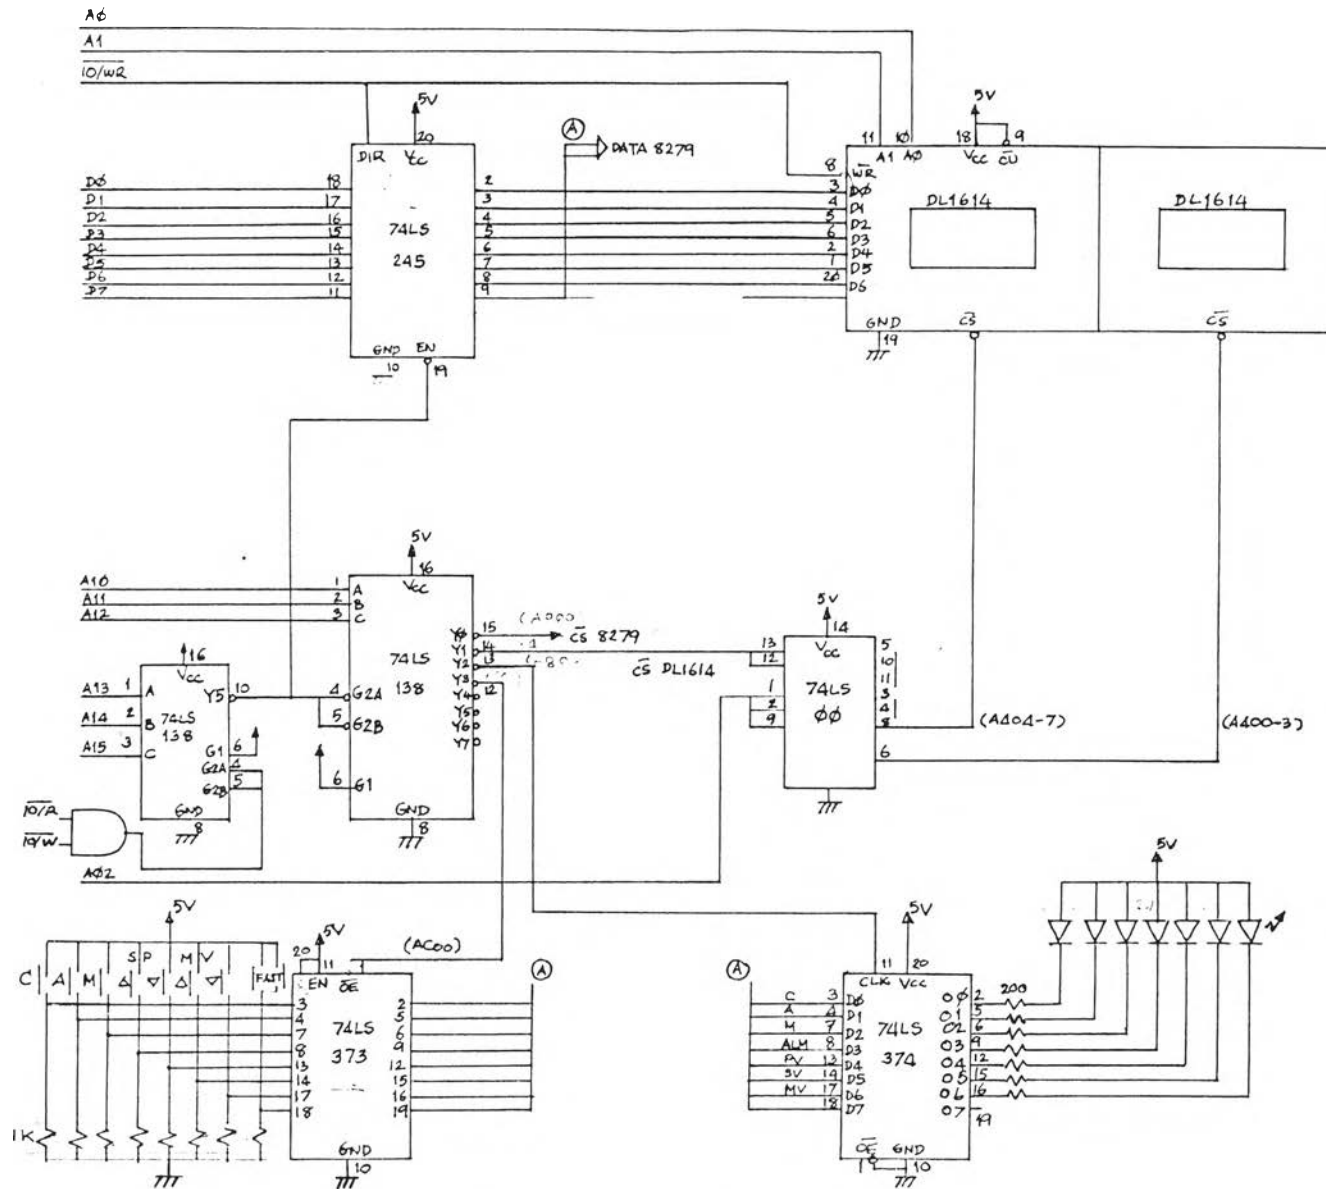 AØ
A1
IO/WR
5V
20
DIR VCC
DØ 18
D1 17
D2 16
D3 15
D4 14
D5 13
D6 12
D7 11
74LS
245
2
3
4
5
6
7
8
9
GND EN
10
19
A
DATA 8279
5V
11 10 18 9
A1 AØ VCC CU
8 WR
3 DØ
4 D1
5 D2
6 D3
2 D4
1 D5
20 D6
DL1614
DL1614
GND CS
19
CS
5V
16
VCC
A10 1 A
A11 2 B
A12 3 C
74LS
138
YØ 15 (A000)
CS 8279
Y1 14
Y2 13
Y3 12
Y4
Y5
Y6
Y7
CS DL1614
4 G2A
5 G2B
6 G1
GND
8
16
VCC
A13 1 A
A14 2 B
A15 3 C
74LS
138
Y5 10
G1 6
G2A 4
G2B 5
GND
8
IO/R
IO/W
AØ2
5V
14
VCC
13
12
1
2
9
74LS
ØØ
5
10
11
3
4
8
6
(A404-7)
(A400-3)
5V
SP MV
C A M FAST
1K
5V
20 11
EN OE
(AC00)
3
4
7
8
13
14
17
18
74LS
373
2
5
6
9
12
15
16
19
GND
10
A
A
5V
11 20
CLK VCC
C 3 DØ
A 4 D1
M 7 D2
ALM 8 D3
PV 13 D4
SV 14 D5
MV 17 D6
18 D7
74LS
374
OØ 2
O1 5
O2 6
O3 9
O4 12
O5 15
O6 16
O7 19
OE GND
1 10
200
5V